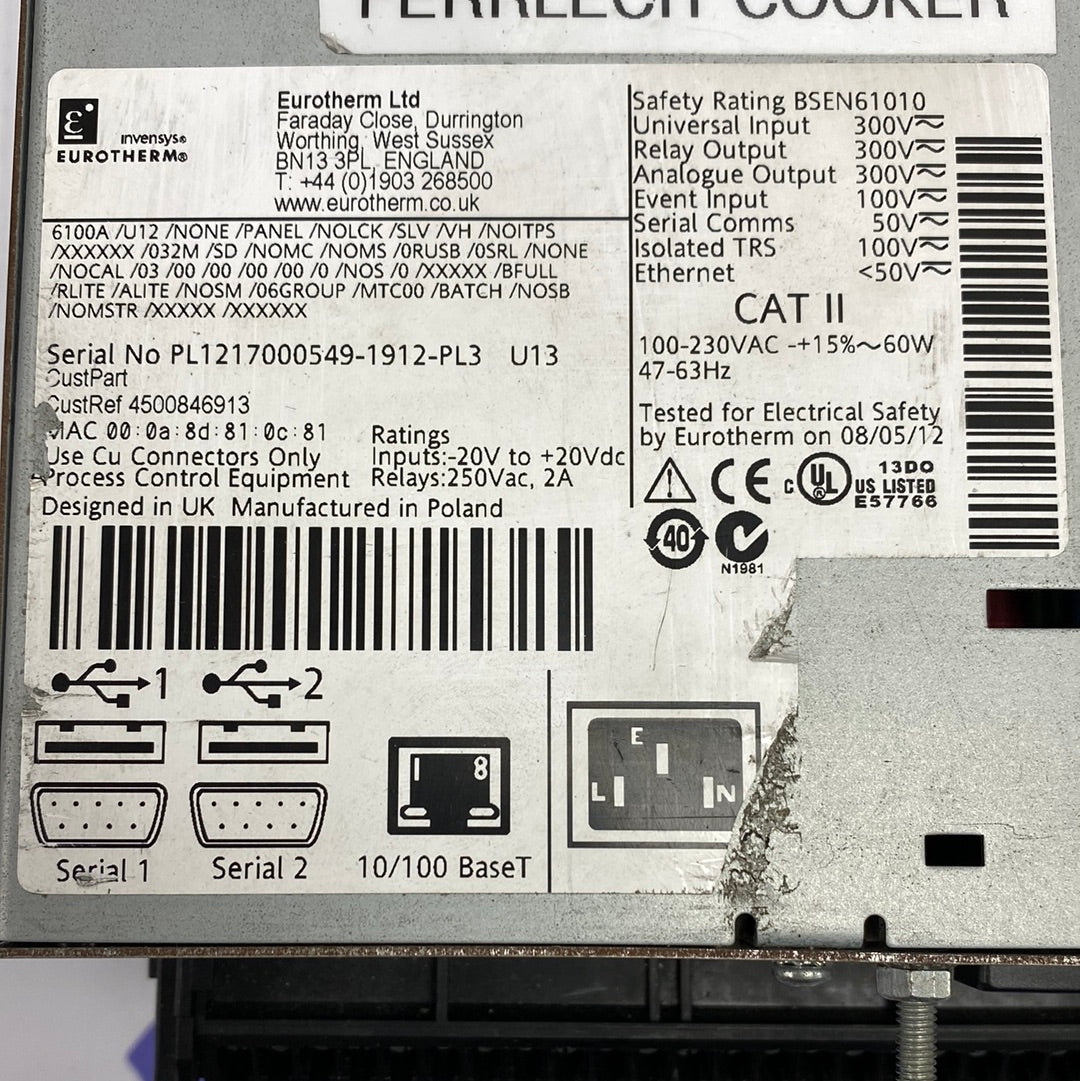 COOKER
ε
invensys®
EUROTHERM®
Eurotherm Ltd
Faraday Close, Durrington
Worthing, West Sussex
BN13 3PL, ENGLAND
T: +44 (0)1903 268500
www.eurotherm.co.uk
6100A /U12 /NONE /PANEL /NOLCK /SLV /VH /NOITPS
/XXXXXX /032M /SD /NOMC /NOMS /0RUSB /0SRL /NONE
/NOCAL /03 /00 /00 /00 /00 /0 /NOS /0 /XXXXX /BFULL
/RLITE /ALITE /NOSM /06GROUP /MTC00 /BATCH /NOSB
/NOMSTR /XXXXX /XXXXXX
Serial No PL1217000549-1912-PL3 U13
CustPart
CustRef 4500846913
MAC 00:0a:8d:81:0c:81
Use Cu Connectors Only
Process Control Equipment
Ratings
Inputs:-20V to +20Vdc
Relays:250Vac, 2A
Designed in UK Manufactured in Poland
Safety Rating BSEN61010
Universal Input 300V⎓~
Relay Output 300V⎓~
Analogue Output 300V⎓~
Event Input 100V⎓~
Serial Comms 50V⎓~
Isolated TRS 100V⎓~
Ethernet <50V⎓~
CAT II
100-230VAC -+15%~60W
47-63Hz
Tested for Electrical Safety
by Eurotherm on 08/05/12
CE
c UL ® US LISTED
13DO
E57766
40
N1981
1
2
1 8
E
L N
Serial 1
Serial 2
10/100 BaseT